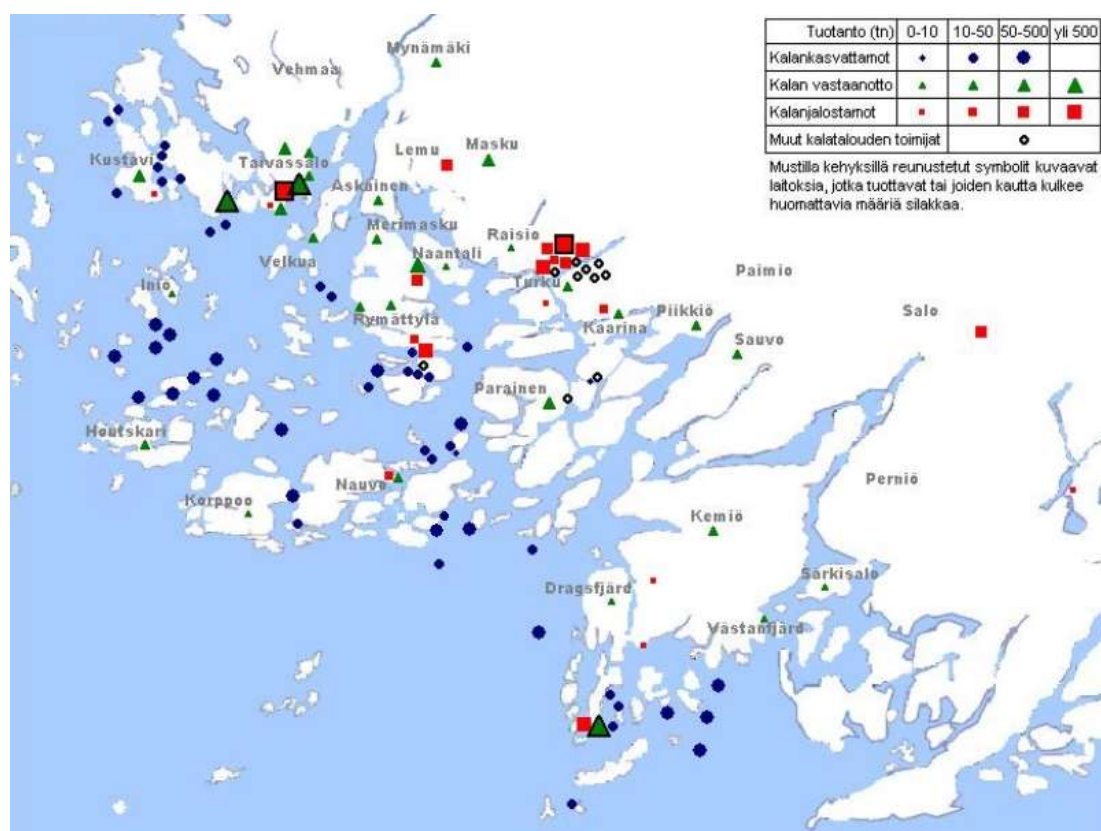 Tuotanto (tn) 0-10 10-50 50-500 yli 500
Kalankasvattamot
Kalan vastaanotto
Kalanjalostamot
Muut kalatalouden toimijat
Mustilla kehyksillä reunustetut symbolit kuvaavat
laitoksia, jotka tuottavat tai joiden kautta kulkee
huomattavia määriä silakkaa.
Mynämäki
Vehmaa
Masku
Lemu
Kustavi
Taivassalo
Askainen
Merimasku
Raisio
Naantali
Velkua
Paimio
Turku
Iniö
Salo
Piikkiö
Rymättylä
Kaarina
Sauvo
Parainen
Houtskari
Perniö
Nauvo
Korppoo
Kemiö
Särkisalo
Dragsfjärd
Västanfjärd